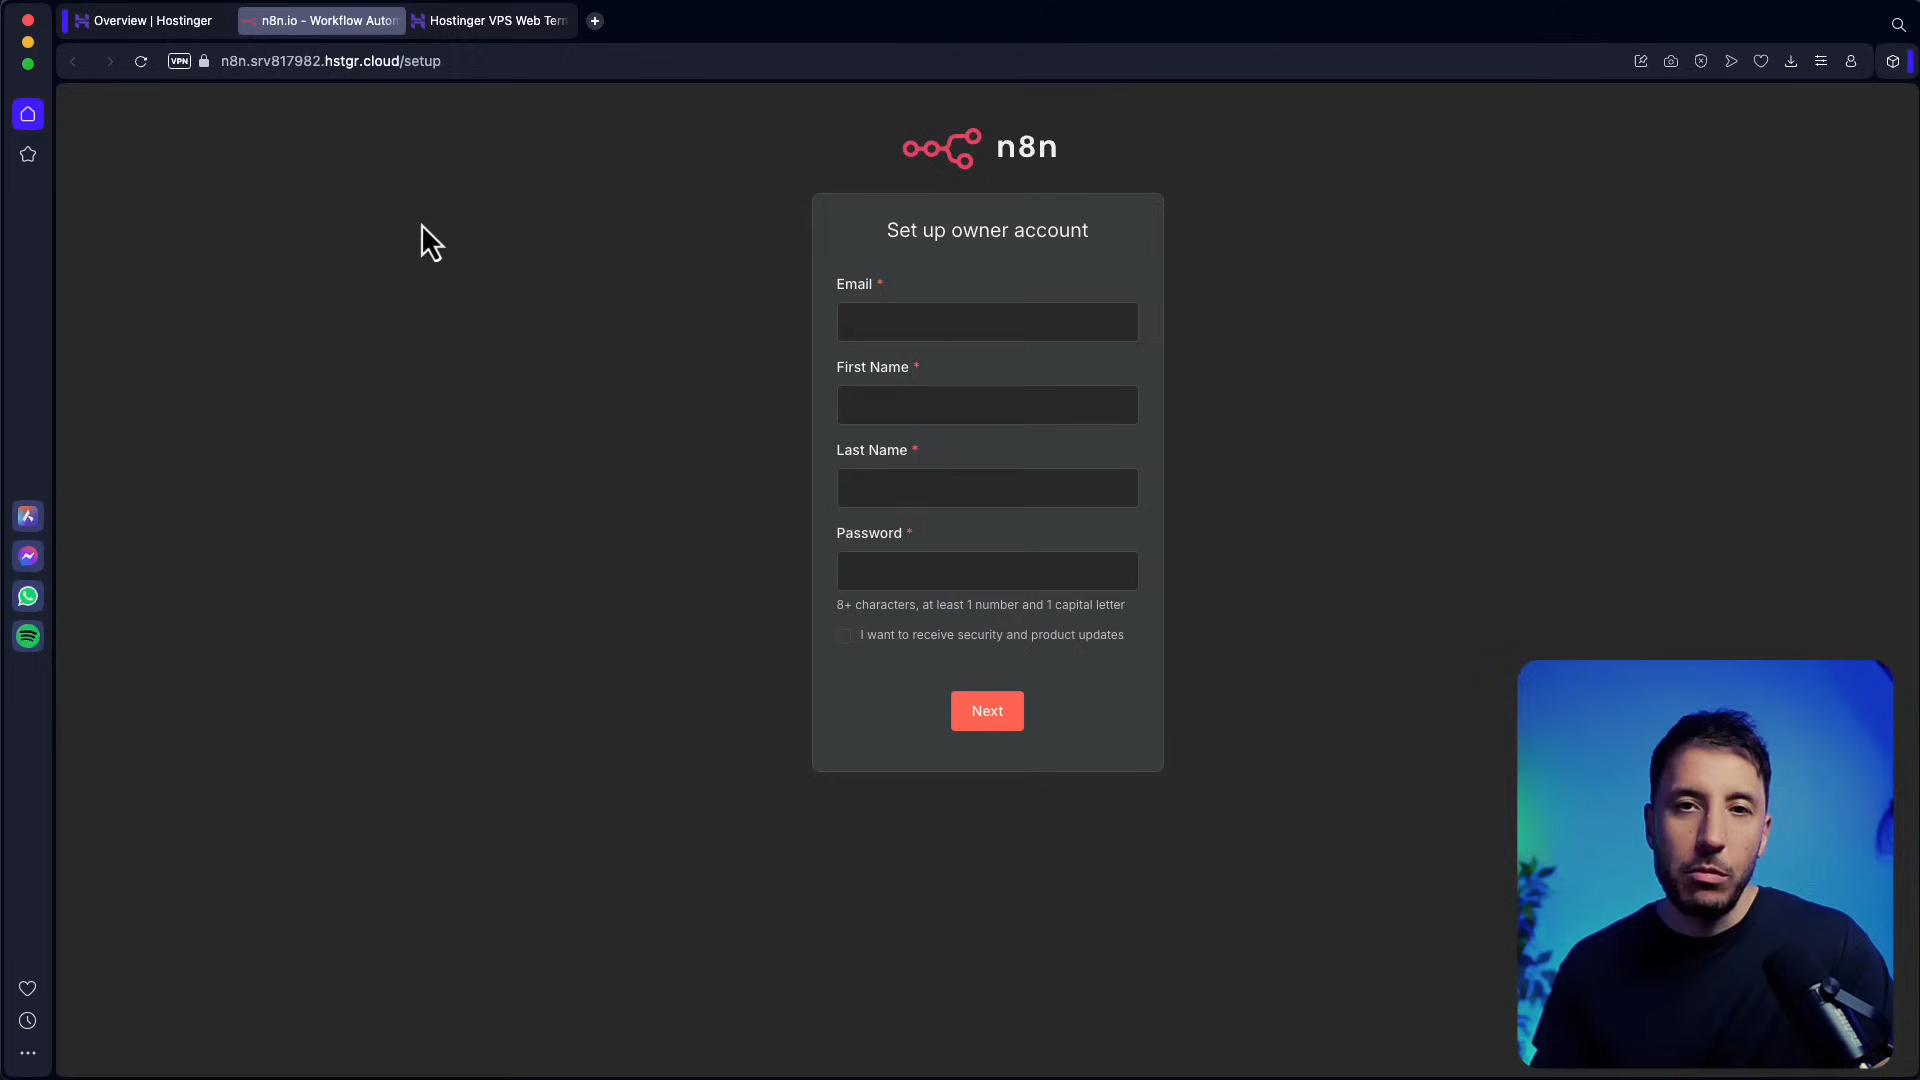 Overview | Hostinger
n8n.io - Workflow Autom
Hostinger VPS Web Term
VPN
n8n.srv817982.hstgr.cloud/setup
n8n
Set up owner account
Email *
First Name *
Last Name *
Password *
8+ characters, at least 1 number and 1 capital letter
I want to receive security and product updates
Next